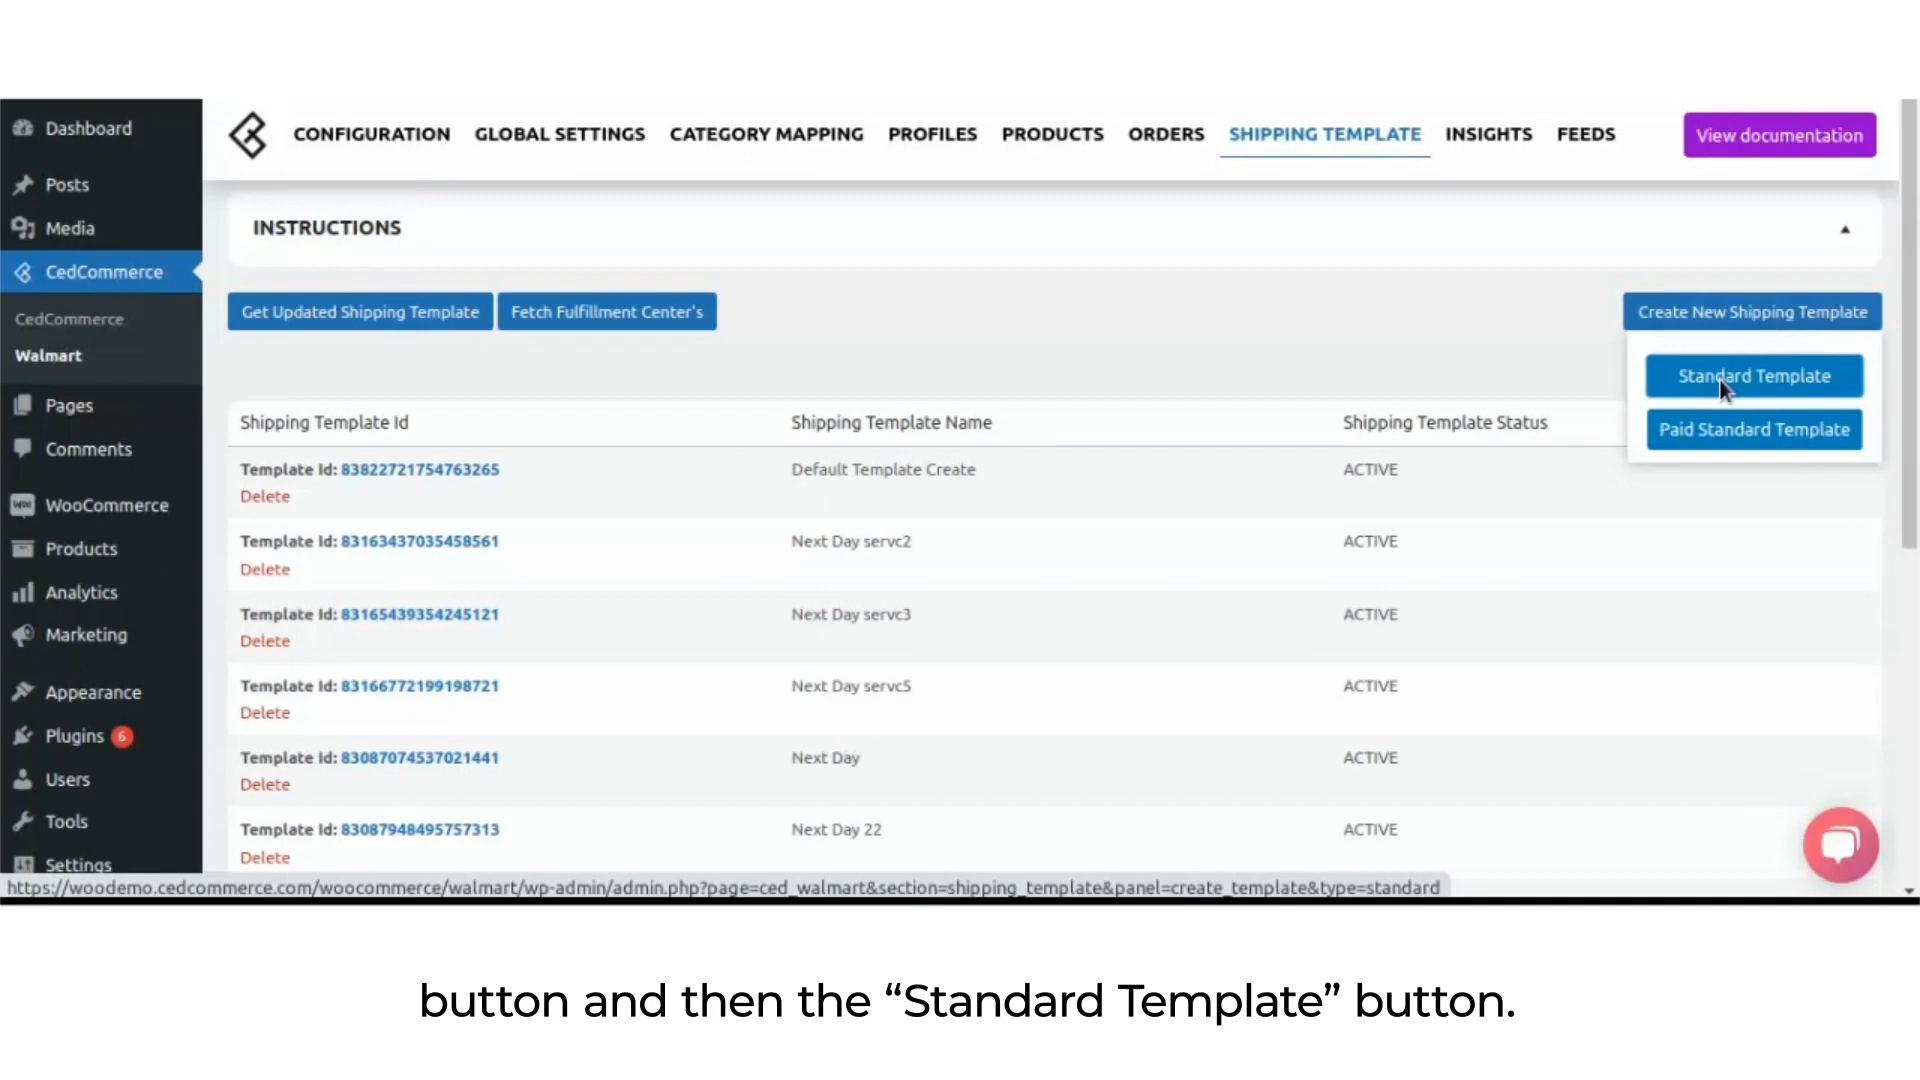 Dashboard
Posts
Media
CedCommerce
CedCommerce
Walmart
Pages
Comments
WooCommerce
Products
Analytics
Marketing
Appearance
Plugins 6
Users
Tools
Settings
CONFIGURATION GLOBAL SETTINGS CATEGORY MAPPING PROFILES PRODUCTS ORDERS SHIPPING TEMPLATE INSIGHTS FEEDS View documentation
INSTRUCTIONS
Get Updated Shipping Template Fetch Fulfillment Center's Create New Shipping Template
Standard Template
Paid Standard Template
Shipping Template Id Shipping Template Name Shipping Template Status
Template Id: 83822721754763265 Default Template Create ACTIVE
Delete
Template Id: 83163437035458561 Next Day servc2 ACTIVE
Delete
Template Id: 83165439354245121 Next Day servc3 ACTIVE
Delete
Template Id: 83166772199198721 Next Day servc5 ACTIVE
Delete
Template Id: 83087074537021441 Next Day ACTIVE
Delete
Template Id: 83087948495757313 Next Day 22 ACTIVE
Delete
https://woodemo.cedcommerce.com/woocommerce/walmart/wp-admin/admin.php?page=ced_walmart&section=shipping_template&panel=create_template&type=standard
button and then the “Standard Template” button.